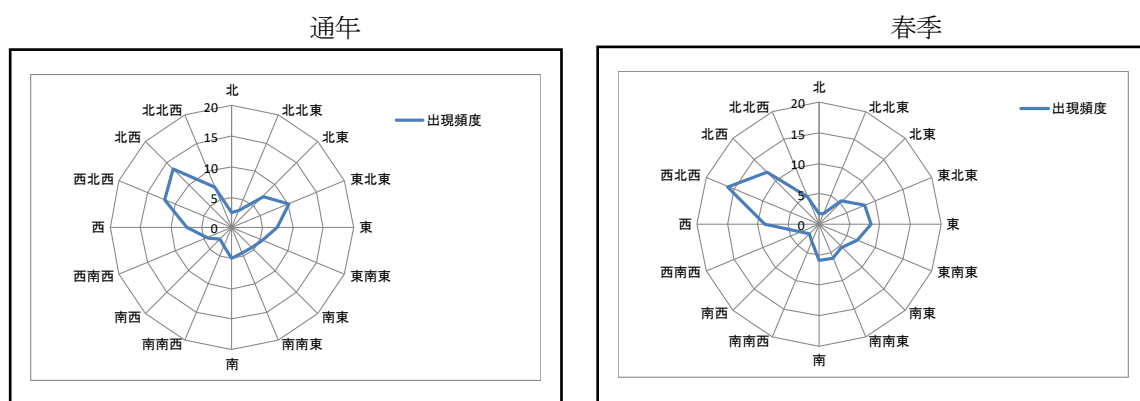 通年
北
北北東
北東
東北東
東
東南東
南東
南南東
南
南南西
南西
西南西
西
西北西
北西
北北西
20
15
10
5
0
出現頻度
春季
北
北北東
北東
東北東
東
東南東
南東
南南東
南
南南西
南西
西南西
西
西北西
北西
北北西
20
15
10
5
0
出現頻度